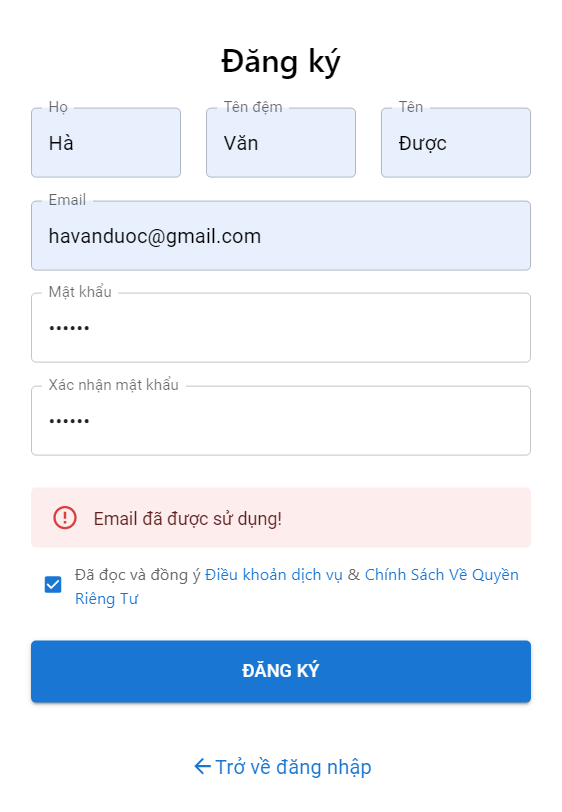 Đăng ký
Họ
Tên đệm
Tên
Hà
Văn
Được
Email
havanduoc@gmail.com
Mật khẩu
••••••
Xác nhận mật khẩu
••••••
Email đã được sử dụng!
Đã đọc và đồng ý Điều khoản dịch vụ & Chính Sách Về Quyền
Riêng Tư
ĐĂNG KÝ
Trở về đăng nhập